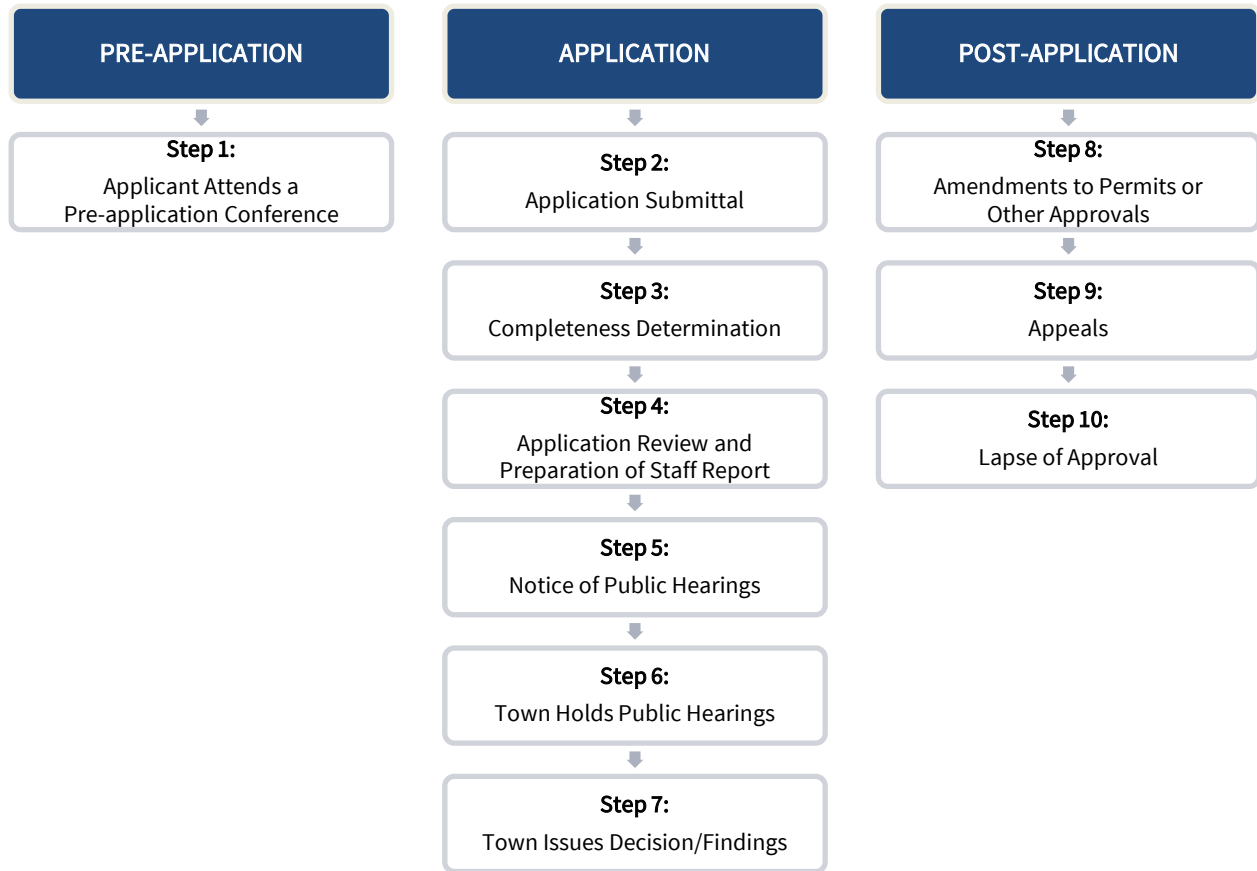 PRE-APPLICATION
Step 1:
Applicant Attends a
Pre-application Conference
APPLICATION
Step 2:
Application Submittal
Step 3:
Completeness Determination
Step 4:
Application Review and
Preparation of Staff Report
Step 5:
Notice of Public Hearings
Step 6:
Town Holds Public Hearings
Step 7:
Town Issues Decision/Findings
POST-APPLICATION
Step 8:
Amendments to Permits or
Other Approvals
Step 9:
Appeals
Step 10:
Lapse of Approval